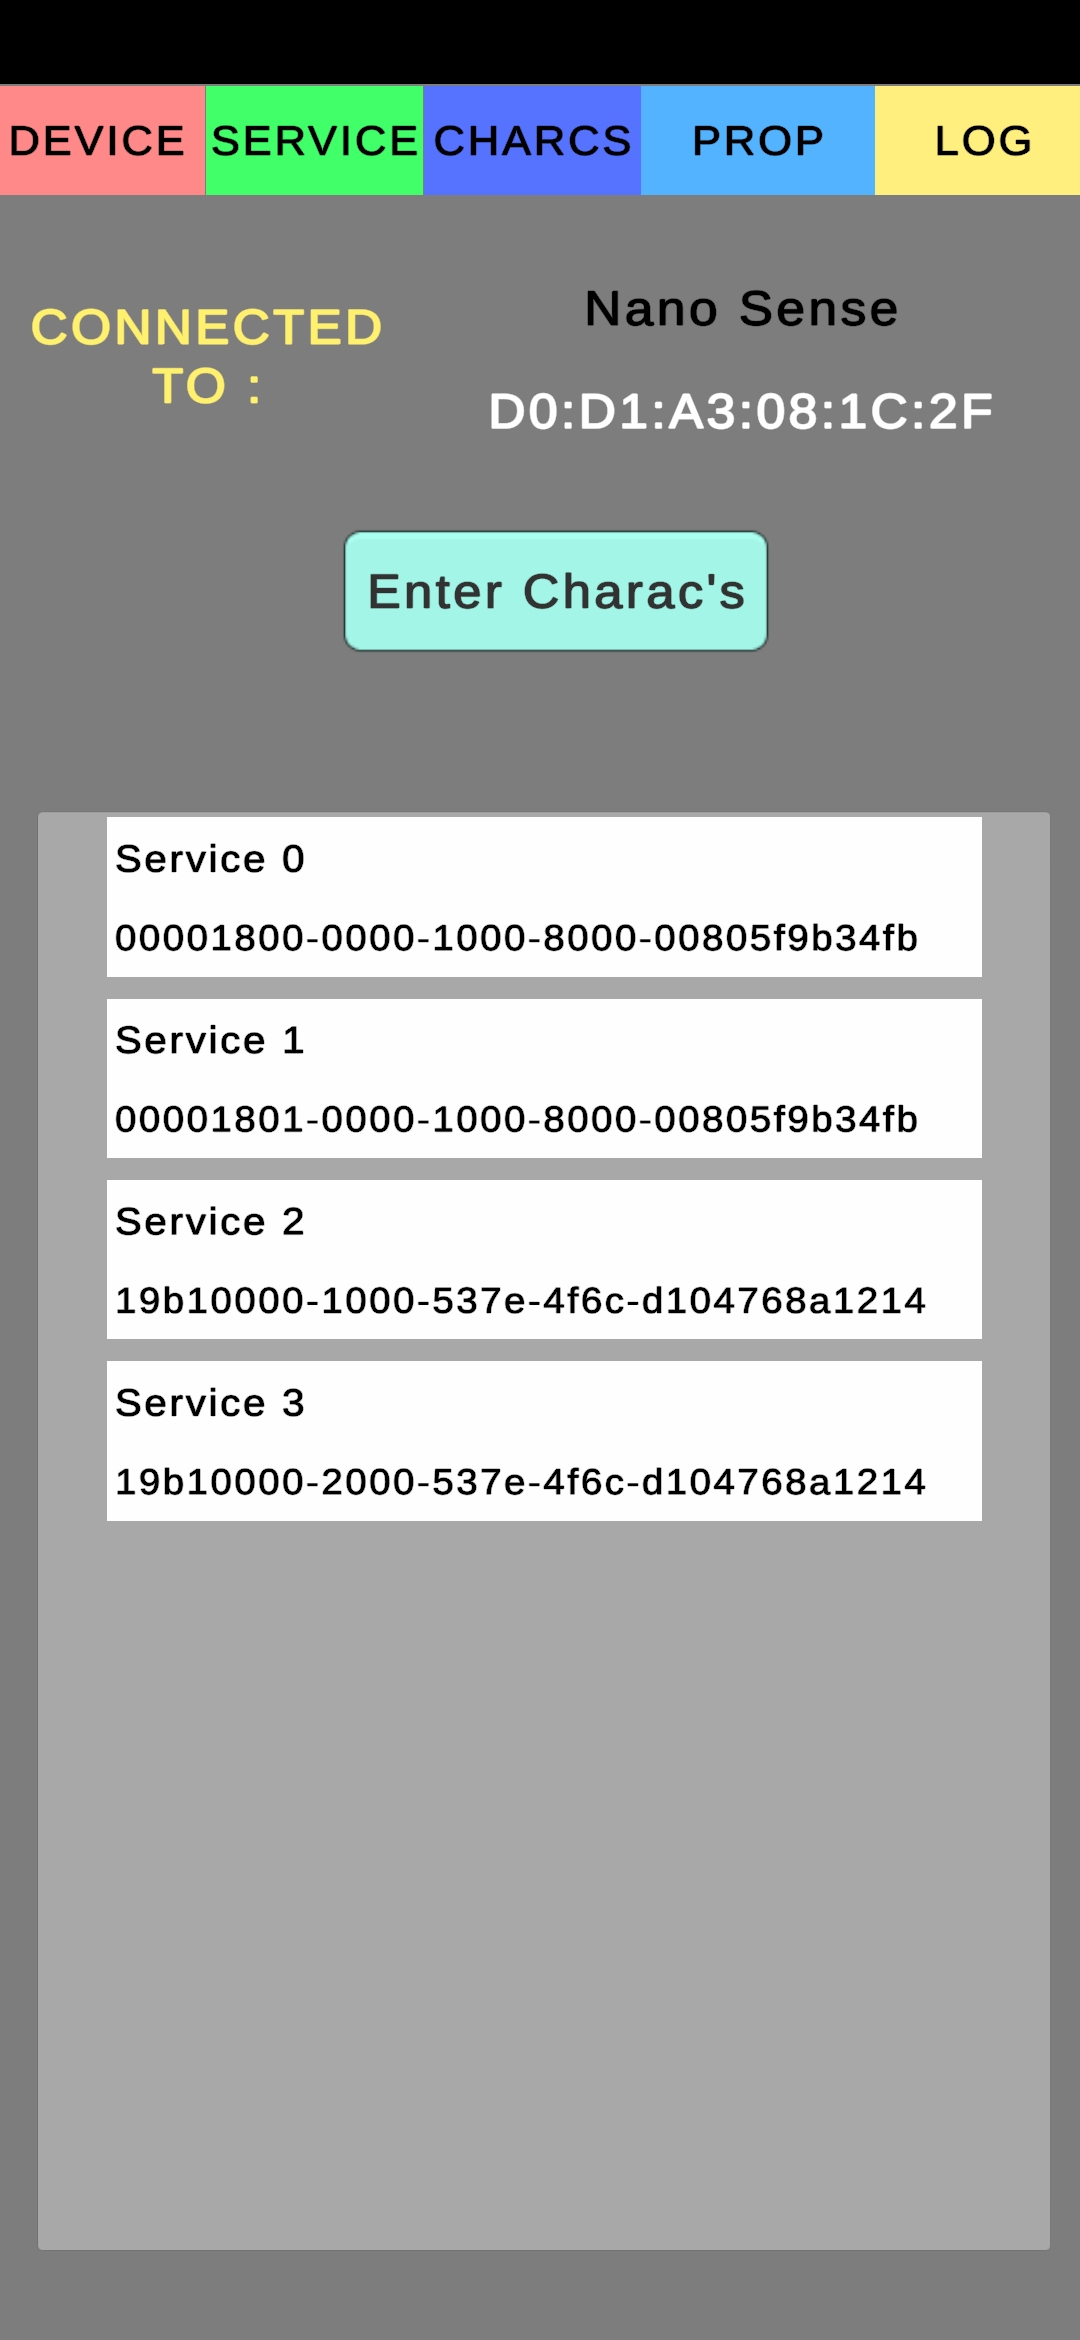 DEVICE SERVICE CHARCS PROP LOG
CONNECTED
TO :
Nano Sense
D0:D1:A3:08:1C:2F
Enter Charac's
Service 0
00001800-0000-1000-8000-00805f9b34fb
Service 1
00001801-0000-1000-8000-00805f9b34fb
Service 2
19b10000-1000-537e-4f6c-d104768a1214
Service 3
19b10000-2000-537e-4f6c-d104768a1214